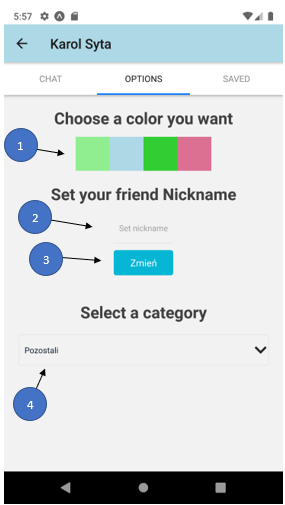 5:57
Karol Syta
CHAT OPTIONS SAVED
Choose a color you want
1
Set your friend Nickname
2
Set nickname
3
Zmień
Select a category
Pozostali
4